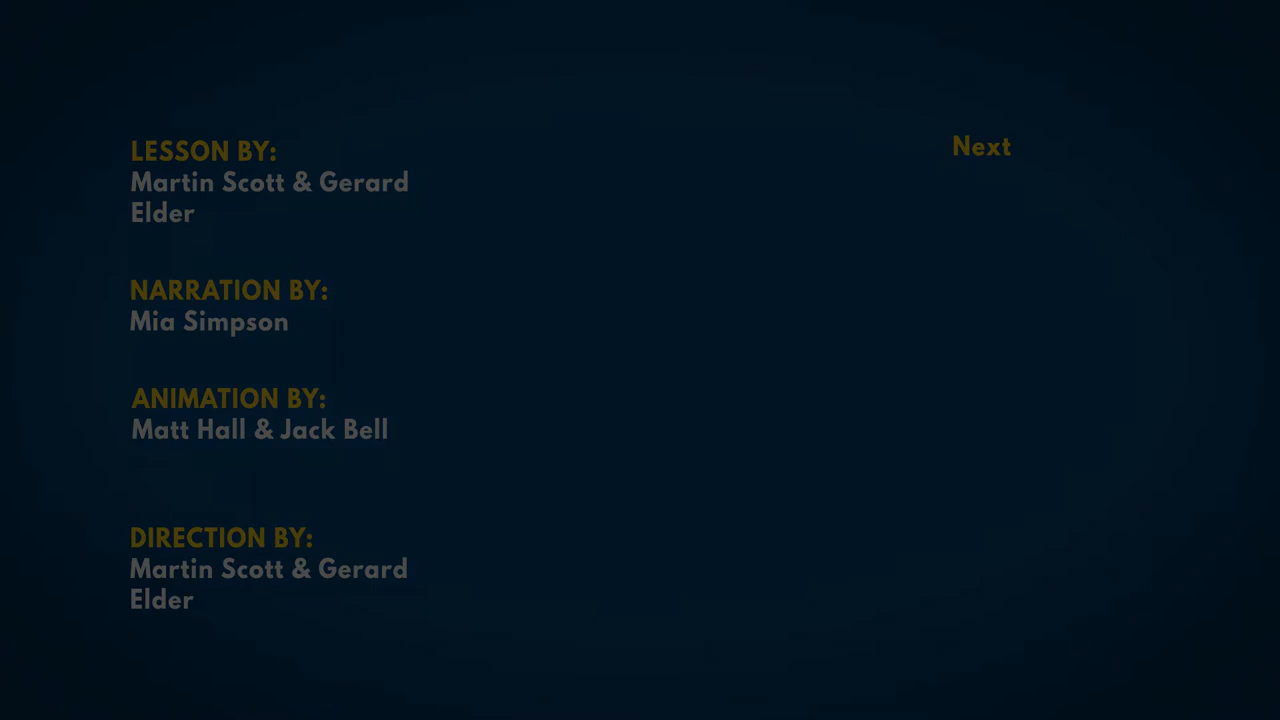 LESSON BY:
Martin Scott & Gerard
Elder
NARRATION BY:
Mia Simpson
ANIMATION BY:
Matt Hall & Jack Bell
DIRECTION BY:
Martin Scott & Gerard
Elder
Next